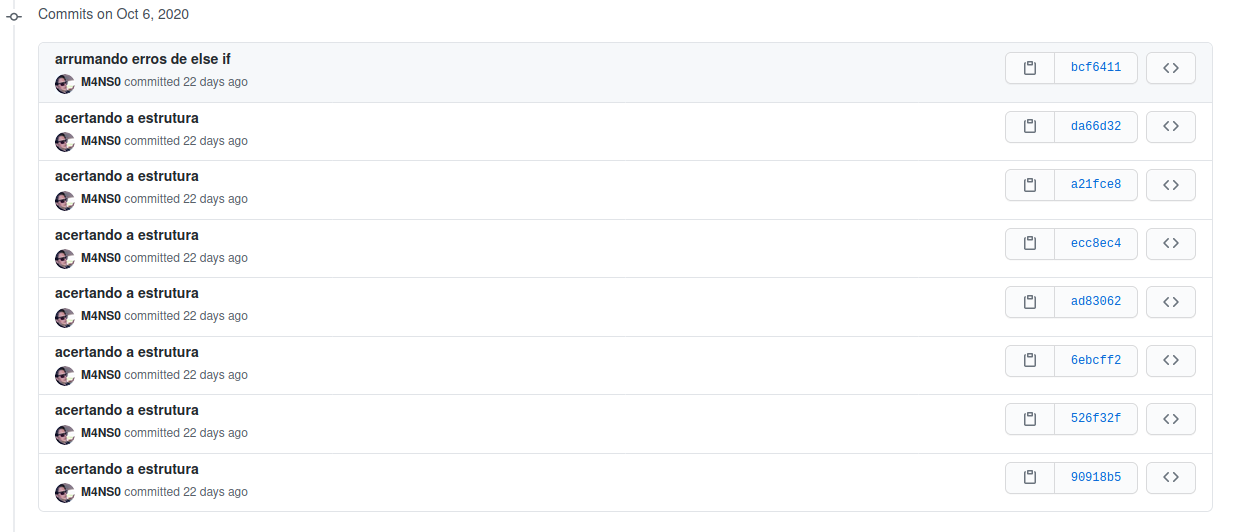 Commits on Oct 6, 2020
arrumando erros de else if
M4NS0 committed 22 days ago
bcf6411
acertando a estrutura
M4NS0 committed 22 days ago
da66d32
acertando a estrutura
M4NS0 committed 22 days ago
a21fce8
acertando a estrutura
M4NS0 committed 22 days ago
ecc8ec4
acertando a estrutura
M4NS0 committed 22 days ago
ad83062
acertando a estrutura
M4NS0 committed 22 days ago
6ebcff2
acertando a estrutura
M4NS0 committed 22 days ago
526f32f
acertando a estrutura
M4NS0 committed 22 days ago
90918b5